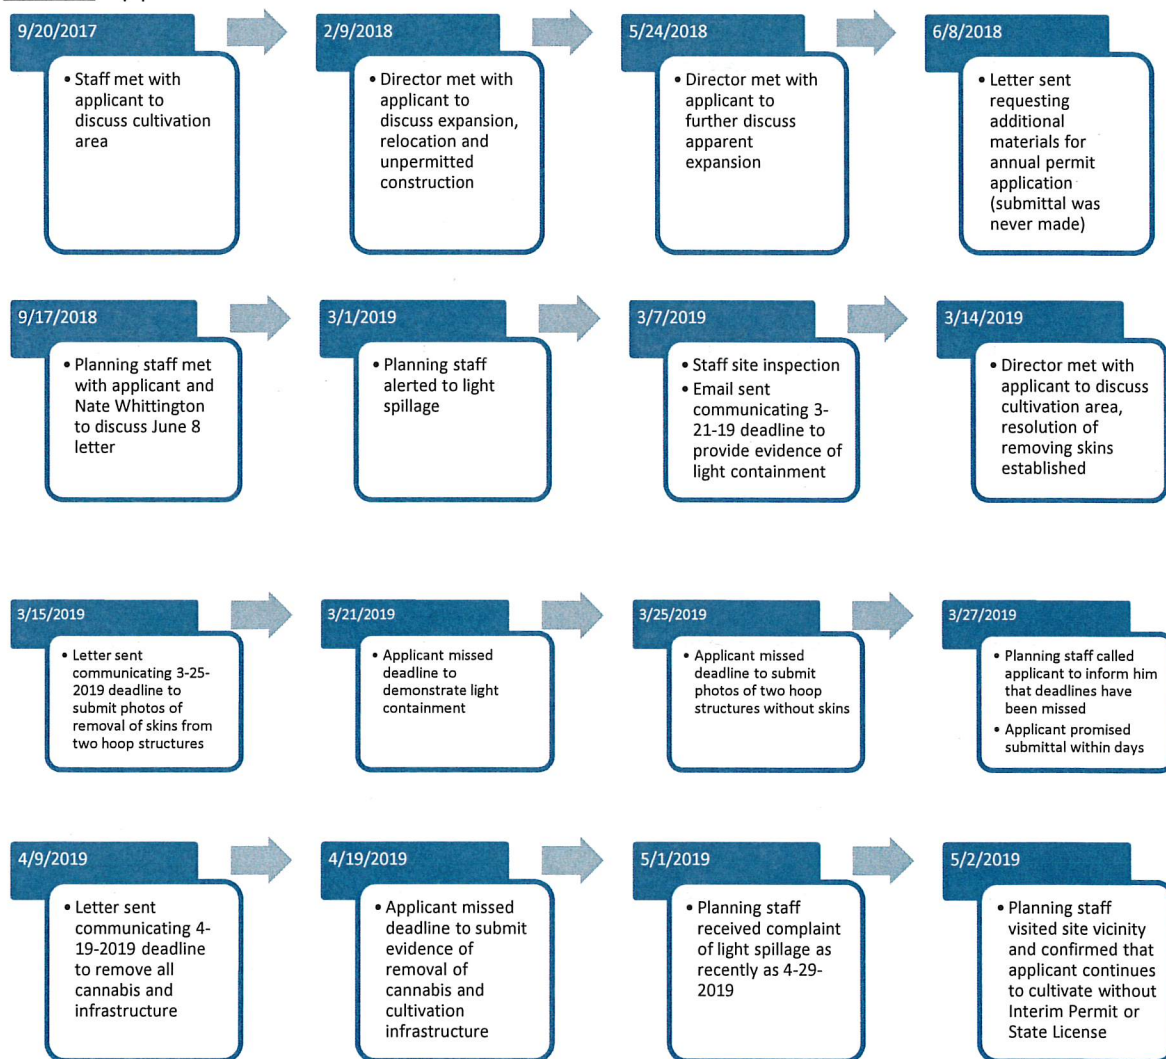 9/20/2017
• Staff met with
applicant to
discuss cultivation
area
2/9/2018
• Director met with
applicant to
discuss expansion,
relocation and
unpermitted
construction
5/24/2018
• Director met with
applicant to
further discuss
apparent
expansion
6/8/2018
• Letter sent
requesting
additional
materials for
annual permit
application
(submittal was
never made)
9/17/2018
• Planning staff met
with applicant and
Nate Whittington
to discuss June 8
letter
3/1/2019
• Planning staff
alerted to light
spillage
3/7/2019
• Staff site inspection
• Email sent
communicating 3-
21-19 deadline to
provide evidence of
light containment
3/14/2019
• Director met with
applicant to discuss
cultivation area,
resolution of
removing skins
established
3/15/2019
• Letter sent
communicating 3-25-
2019 deadline to
submit photos of
removal of skins from
two hoop structures
3/21/2019
• Applicant missed
deadline to
demonstrate light
containment
3/25/2019
• Applicant missed
deadline to submit
photos of two hoop
structures without skins
3/27/2019
• Planning staff called
applicant to inform him
that deadlines have
been missed
• Applicant promised
submittal within days
4/9/2019
• Letter sent
communicating 4-
19-2019 deadline
to remove all
cannabis and
infrastructure
4/19/2019
• Applicant missed
deadline to submit
evidence of
removal of
cannabis and
cultivation
infrastructure
5/1/2019
• Planning staff
received complaint
of light spillage as
recently as 4-29-
2019
5/2/2019
• Planning staff
visited site vicinity
and confirmed that
applicant continues
to cultivate without
Interim Permit or
State License